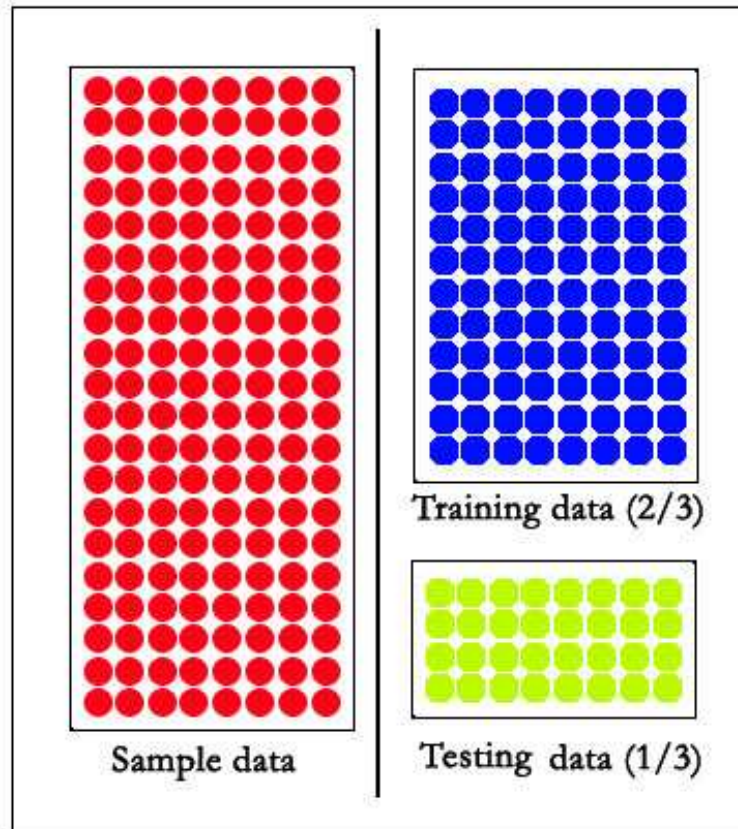 Sample data
Training data (2/3)
Testing data (1/3)